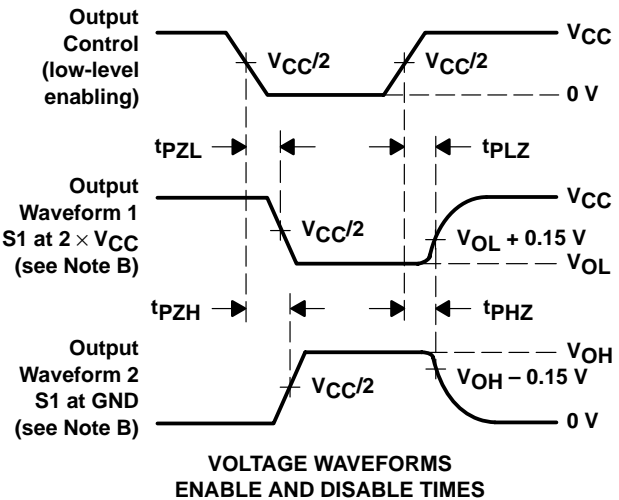 Output
Control
(low-level
enabling)
VCC/2
VCC/2
VCC
0 V
tPZL
tPLZ
Output
Waveform 1
S1 at 2 × VCC
(see Note B)
VCC/2
VCC
VOL + 0.15 V
VOL
tPZH
tPHZ
Output
Waveform 2
S1 at GND
(see Note B)
VCC/2
VOH
VOH – 0.15 V
0 V
VOLTAGE WAVEFORMS
ENABLE AND DISABLE TIMES